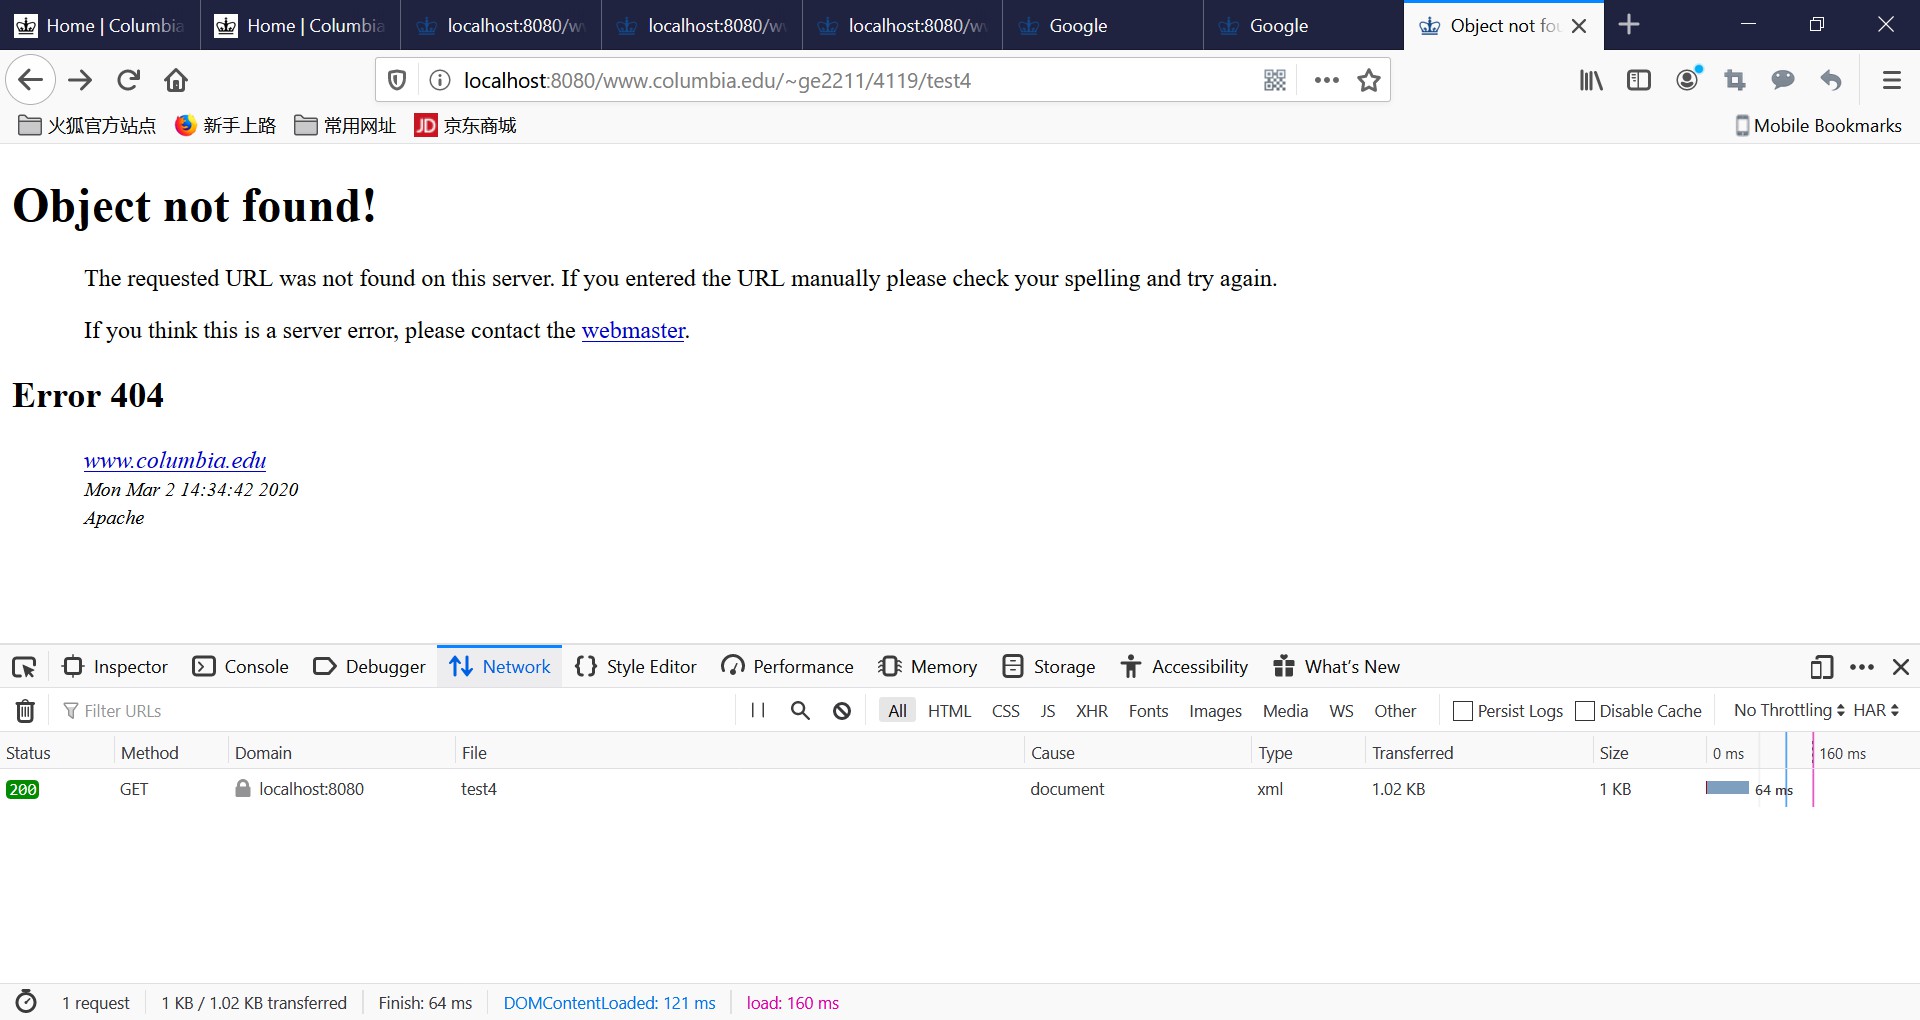 Home | Columbia
Home | Columbia
localhost:8080/w
localhost:8080/w
localhost:8080/w
Google
Google
Object not fou
localhost:8080/www.columbia.edu/~ge2211/4119/test4
火狐官方站点
新手上路
常用网址
JD 京东商城
Mobile Bookmarks
Object not found!
The requested URL was not found on this server. If you entered the URL manually please check your spelling and try again.
If you think this is a server error, please contact the webmaster.
Error 404
www.columbia.edu
Mon Mar 2 14:34:42 2020
Apache
Inspector Console Debugger Network Style Editor Performance Memory Storage Accessibility What's New
Filter URLs All HTML CSS JS XHR Fonts Images Media WS Other Persist Logs Disable Cache No Throttling HAR
Status Method Domain File Cause Type Transferred Size 0 ms 160 ms
200 GET localhost:8080 test4 document xml 1.02 KB 1 KB 64 ms
1 request 1 KB / 1.02 KB transferred Finish: 64 ms DOMContentLoaded: 121 ms load: 160 ms